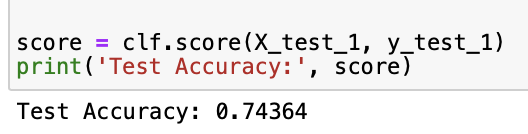 score = clf.score(X_test_1, y_test_1)
print('Test Accuracy:', score)
Test Accuracy: 0.74364